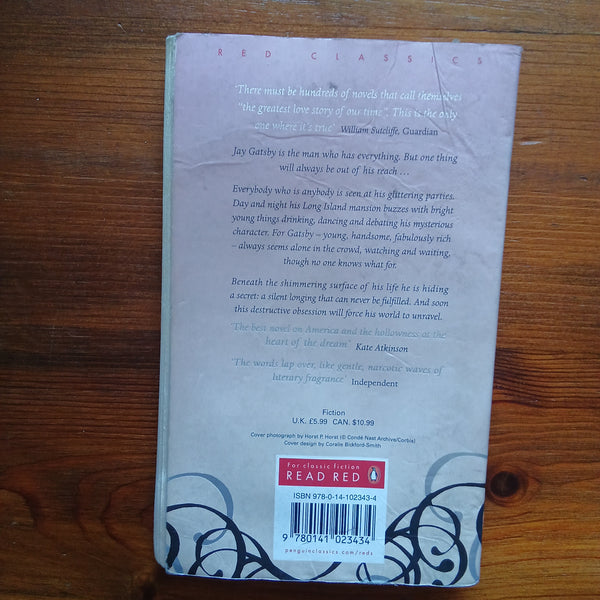 RED CLASSICS
'There must be hundreds of novels that call themselves
"the greatest love story of our time". This is the only
one where it's true' William Sutcliffe, Guardian
Jay Gatsby is the man who has everything. But one thing
will always be out of his reach . . .
Everybody who is anybody is seen at his glittering parties.
Day and night his Long Island mansion buzzes with bright
young things drinking, dancing and debating his mysterious
character. For Gatsby – young, handsome, fabulously rich
– always seems alone in the crowd, watching and waiting,
though no one knows what for.
Beneath the shimmering surface of his life he is hiding
a secret: a silent longing that can never be fulfilled. And soon
this destructive obsession will force his world to unravel.
'The best novel on America and the hollowness at the
heart of the dream' Kate Atkinson
'The words lap over, like gentle, narcotic waves of
literary fragrance' Independent
Fiction
U.K. £5.99 CAN. $10.99
Cover photograph by Horst P. Horst (© Condé Nast Archive/Corbis)
Cover design by Coralie Bickford-Smith
For classic fiction
READ RED
ISBN 978-0-14-102343-4
9 780141 023434
penguinclassics.com/reds